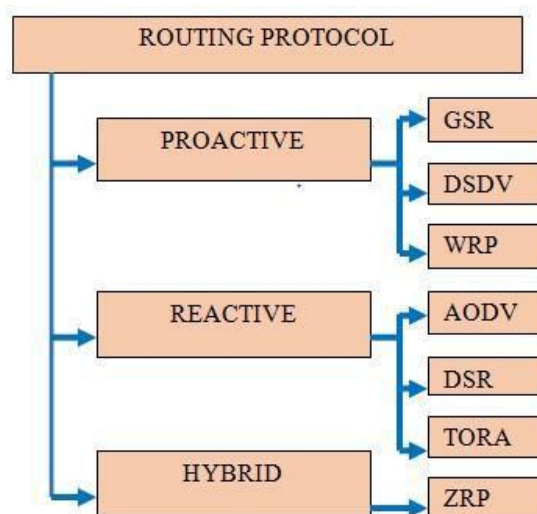 ROUTING PROTOCOL
PROACTIVE
GSR
DSDV
WRP
REACTIVE
AODV
DSR
TORA
HYBRID
ZRP